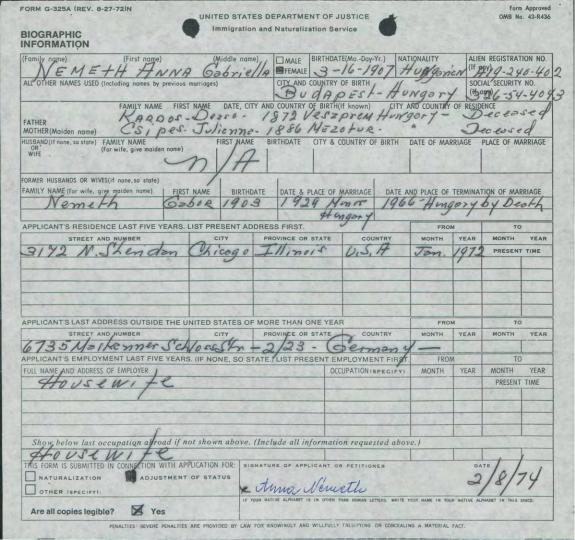 FORM G-325A (REV. 8-27-72)N
Form Approved
OMB No. 43-R436
UNITED STATES DEPARTMENT OF JUSTICE
Immigration and Naturalization Service
BIOGRAPHIC
INFORMATION
(Family name) (First name) (Middle name) MALE FEMALE BIRTHDATE(Mo.-Day-Yr.) NATIONALITY ALIEN REGISTRATION NO. (If any)
NEMETH ANNA Gabriella 3-16-1907 Hungarian A19-240-402
ALL OTHER NAMES USED (Including names by previous marriages) CITY AND COUNTRY OF BIRTH SOCIAL SECURITY NO. (If any)
BUDAPEST-Hungary
FAMILY NAME FIRST NAME DATE, CITY AND COUNTRY OF BIRTH(If known) CITY AND COUNTRY OF RESIDENCE
FATHER KARDOS-Dezso- 1872 Veszprem Hungary- Deceased
MOTHER(Maiden name) Csipes-Julienna-1886 Mezotur. Deceased
HUSBAND(If none, so state) OR WIFE FAMILY NAME (For wife, give maiden name) FIRST NAME BIRTHDATE CITY & COUNTRY OF BIRTH DATE OF MARRIAGE PLACE OF MARRIAGE
n/A
FORMER HUSBANDS OR WIVES(If none, so state)
FAMILY NAME (For wife, give maiden name) FIRST NAME BIRTHDATE DATE & PLACE OF MARRIAGE DATE AND PLACE OF TERMINATION OF MARRIAGE
Nemeth Gabor 1903 1929 Hungary 1966-Hungary by Death
APPLICANT'S RESIDENCE LAST FIVE YEARS. LIST PRESENT ADDRESS FIRST. FROM TO
STREET AND NUMBER CITY PROVINCE OR STATE COUNTRY MONTH YEAR MONTH YEAR
3172 N. Sheridan Chicago Illinois U.S.A Jan. 1972 PRESENT TIME
APPLICANT'S LAST ADDRESS OUTSIDE THE UNITED STATES OF MORE THAN ONE YEAR FROM TO
STREET AND NUMBER CITY PROVINCE OR STATE COUNTRY MONTH YEAR MONTH YEAR
6735 - 2/23 - Germany —
APPLICANT'S EMPLOYMENT LAST FIVE YEARS. (IF NONE, SO STATE.) LIST PRESENT EMPLOYMENT FIRST FROM TO
FULL NAME AND ADDRESS OF EMPLOYER OCCUPATION (SPECIFY) MONTH YEAR MONTH YEAR
Housewife PRESENT TIME
Show below last occupation abroad if not shown above. (Include all information requested above.)
Housewife
THIS FORM IS SUBMITTED IN CONNECTION WITH APPLICATION FOR: SIGNATURE OF APPLICANT OR PETITIONER DATE
NATURALIZATION ADJUSTMENT OF STATUS
OTHER (SPECIFY):
x Anna Nemeth 2/8/74
IF YOUR NATIVE ALPHABET IS IN OTHER THAN ROMAN LETTERS, WRITE YOUR NAME IN YOUR NATIVE ALPHABET IN THIS SPACE:
Are all copies legible? X Yes
PENALTIES: SEVERE PENALTIES ARE PROVIDED BY LAW FOR KNOWINGLY AND WILLFULLY FALSIFYING OR CONCEALING A MATERIAL FACT.